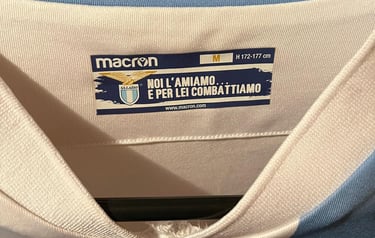 macron M H 172-177 cm
NOI L'AMIAMO...
E PER LEI COMBATTIAMO
www.macron.com